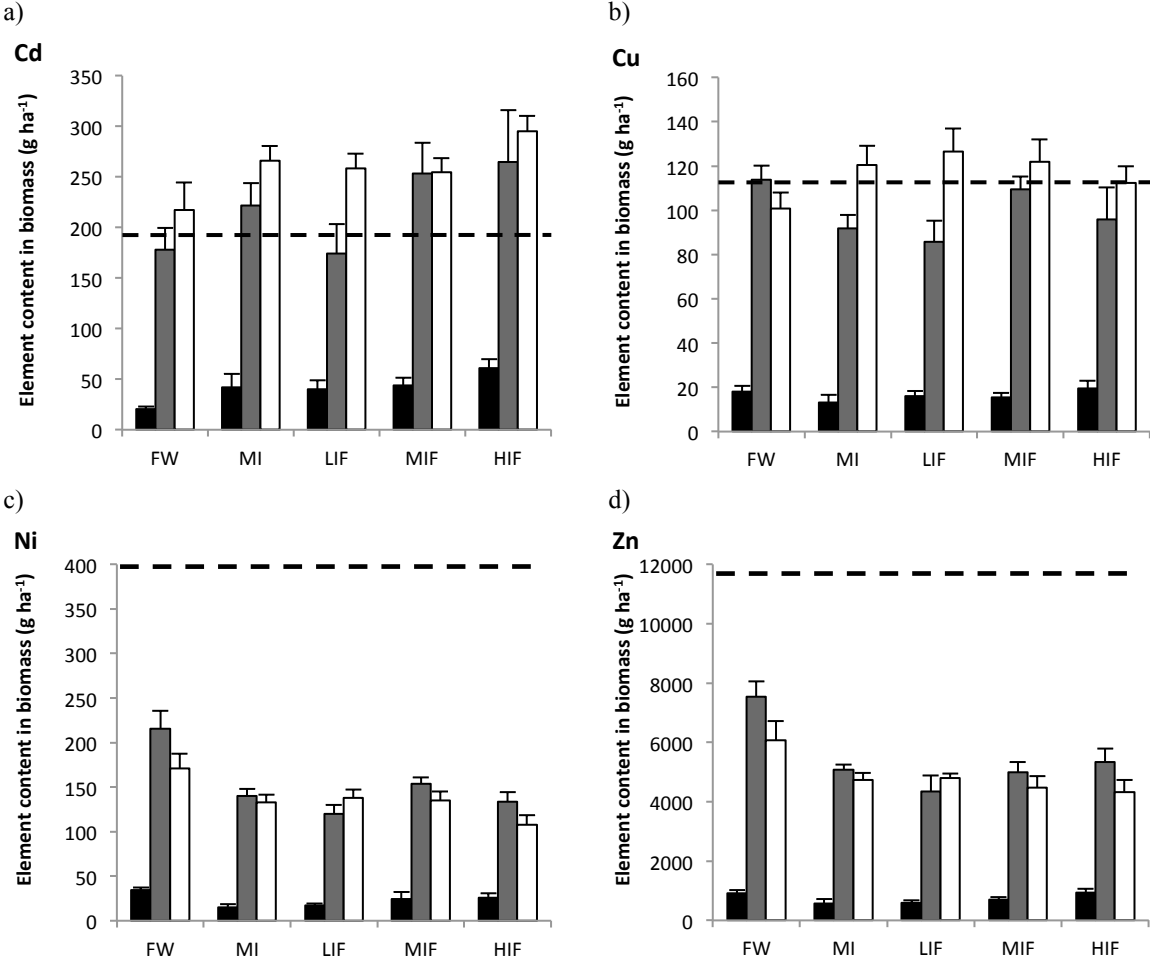 a)
Cd
Element content in biomass (g ha⁻¹)
350
300
250
200
150
100
50
0
FW MI LIF MIF HIF
b)
Cu
Element content in biomass (g ha⁻¹)
160
140
120
100
80
60
40
20
0
FW MI LIF MIF HIF
c)
Ni
Element content in biomass (g ha⁻¹)
400
350
300
250
200
150
100
50
0
FW MI LIF MIF HIF
d)
Zn
Element content in biomass (g ha⁻¹)
12000
10000
8000
6000
4000
2000
0
FW MI LIF MIF HIF